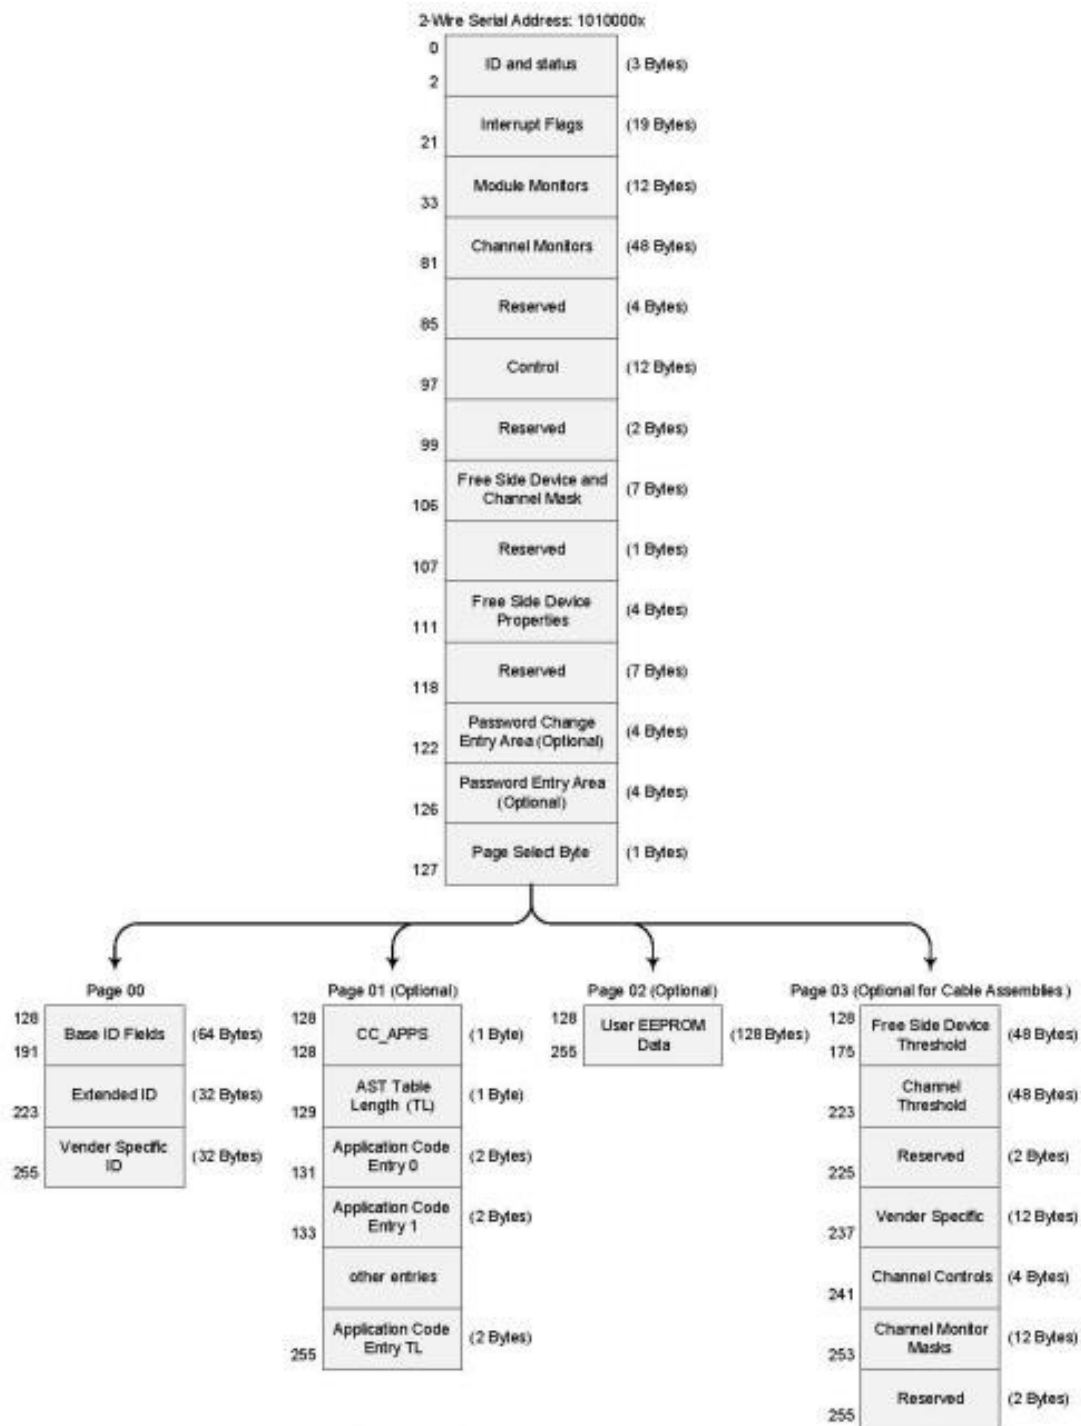 2-Wire Serial Address: 1010000x
0
ID and status (3 Bytes)
2
Interrupt Flags (19 Bytes)
21
Module Monitors (12 Bytes)
33
Channel Monitors (48 Bytes)
81
Reserved (4 Bytes)
85
Control (12 Bytes)
97
Reserved (2 Bytes)
99
Free Side Device and
Channel Mask (7 Bytes)
106
Reserved (1 Bytes)
107
Free Side Device
Properties (4 Bytes)
111
Reserved (7 Bytes)
118
Password Change
Entry Area (Optional) (4 Bytes)
122
Password Entry Area
(Optional) (4 Bytes)
126
Page Select Byte (1 Bytes)
127
Page 00
128
Base ID Fields (64 Bytes)
191
Extended ID (32 Bytes)
223
Vender Specific
ID (32 Bytes)
255
Page 01 (Optional)
128
CC_APPS (1 Byte)
128
AST Table
Length (TL) (1 Byte)
129
Application Code
Entry 0 (2 Bytes)
131
Application Code
Entry 1 (2 Bytes)
133
other entries
Application Code
Entry TL (2 Bytes)
255
Page 02 (Optional)
128
User EEPROM
Data (128 Bytes)
255
Page 03 (Optional for Cable Assemblies )
128
Free Side Device
Threshold (48 Bytes)
175
Channel
Threshold (48 Bytes)
223
Reserved (2 Bytes)
225
Vender Specific (12 Bytes)
237
Channel Controls (4 Bytes)
241
Channel Monitor
Masks (12 Bytes)
253
Reserved (2 Bytes)
255